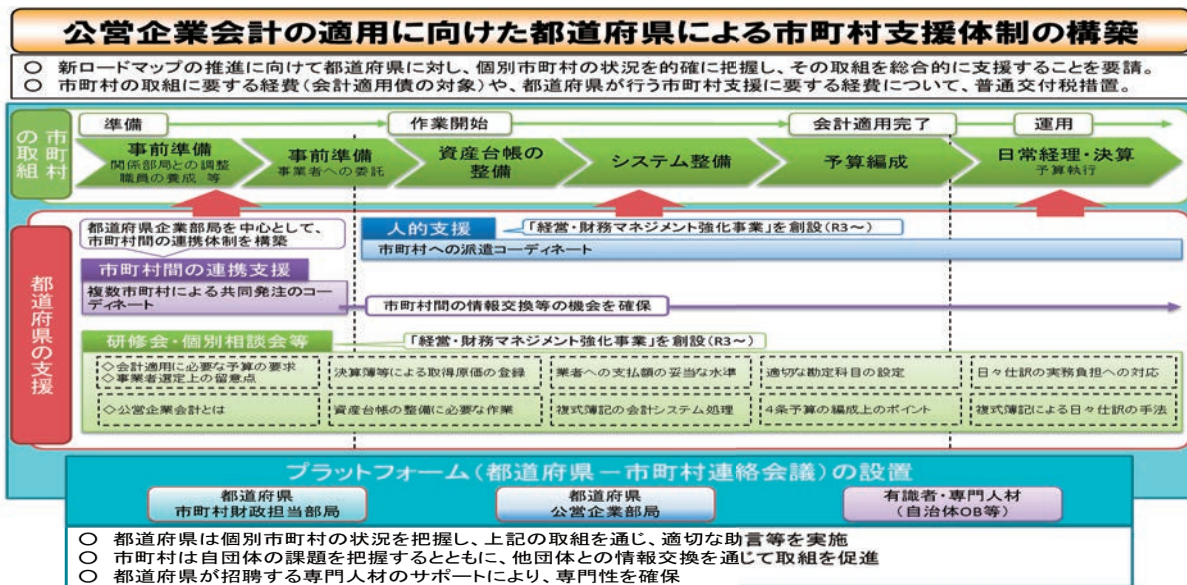 公営企業会計の適用に向けた都道府県による市町村支援体制の構築
○ 新ロードマップの推進に向けて都道府県に対し、個別市町村の状況を的確に把握し、その取組を総合的に支援することを要請。
○ 市町村の取組に要する経費(会計適用債の対象)や、都道府県が行う市町村支援に要する経費について、普通交付税措置。
市町村の取組
準備
作業開始
会計適用完了
運用
事前準備
関係部局との調整
職員の養成 等
事前準備
事業者への委託
資産台帳の
整備
システム整備
予算編成
日常経理・決算
予算執行
都道府県の支援
都道府県企業部局を中心として、
市町村間の連携体制を構築
人的支援
「経営・財務マネジメント強化事業」を創設(R3~)
市町村への派遣コーディネート
市町村間の連携支援
複数市町村による共同発注のコー
ディネート
市町村間の情報交換等の機会を確保
研修会・個別相談会等
「経営・財務マネジメント強化事業」を創設(R3~)
◇会計適用に必要な予算の要求
◇事業者選定上の留意点
決算簿等による取得原価の登録
業者への支払額の妥当な水準
適切な勘定科目の設定
日々仕訳の実務負担への対応
◇公営企業会計とは
資産台帳の整備に必要な作業
複式簿記の会計システム処理
4条予算の編成上のポイント
複式簿記による日々仕訳の手法
プラットフォーム(都道府県-市町村連絡会議)の設置
都道府県
市町村財政担当部局
都道府県
公営企業部局
有識者・専門人材
(自治体OB等)
○ 都道府県は個別市町村の状況を把握し、上記の取組を通じ、適切な助言等を実施
○ 市町村は自団体の課題を把握するとともに、他団体との情報交換を通じて取組を促進
○ 都道府県が招聘する専門人材のサポートにより、専門性を確保